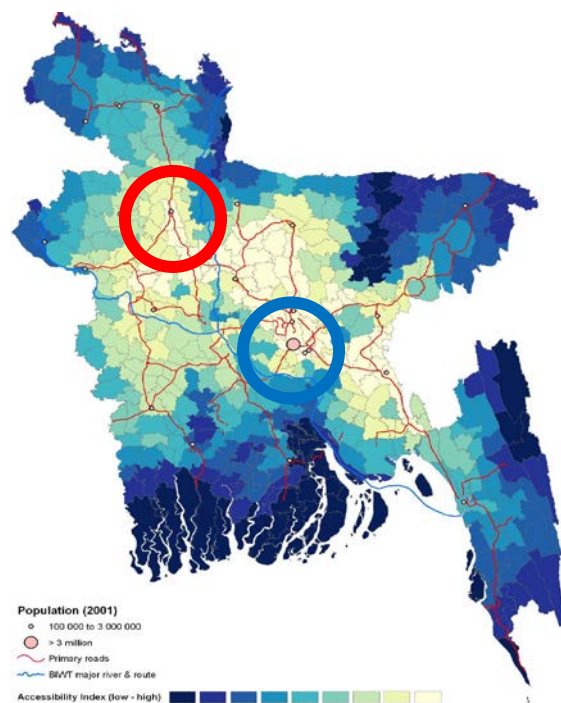 Population (2001)
100 000 to 3 000 000
> 3 million
Primary roads
BIWT major river & route
Accessibility Index (low - high)